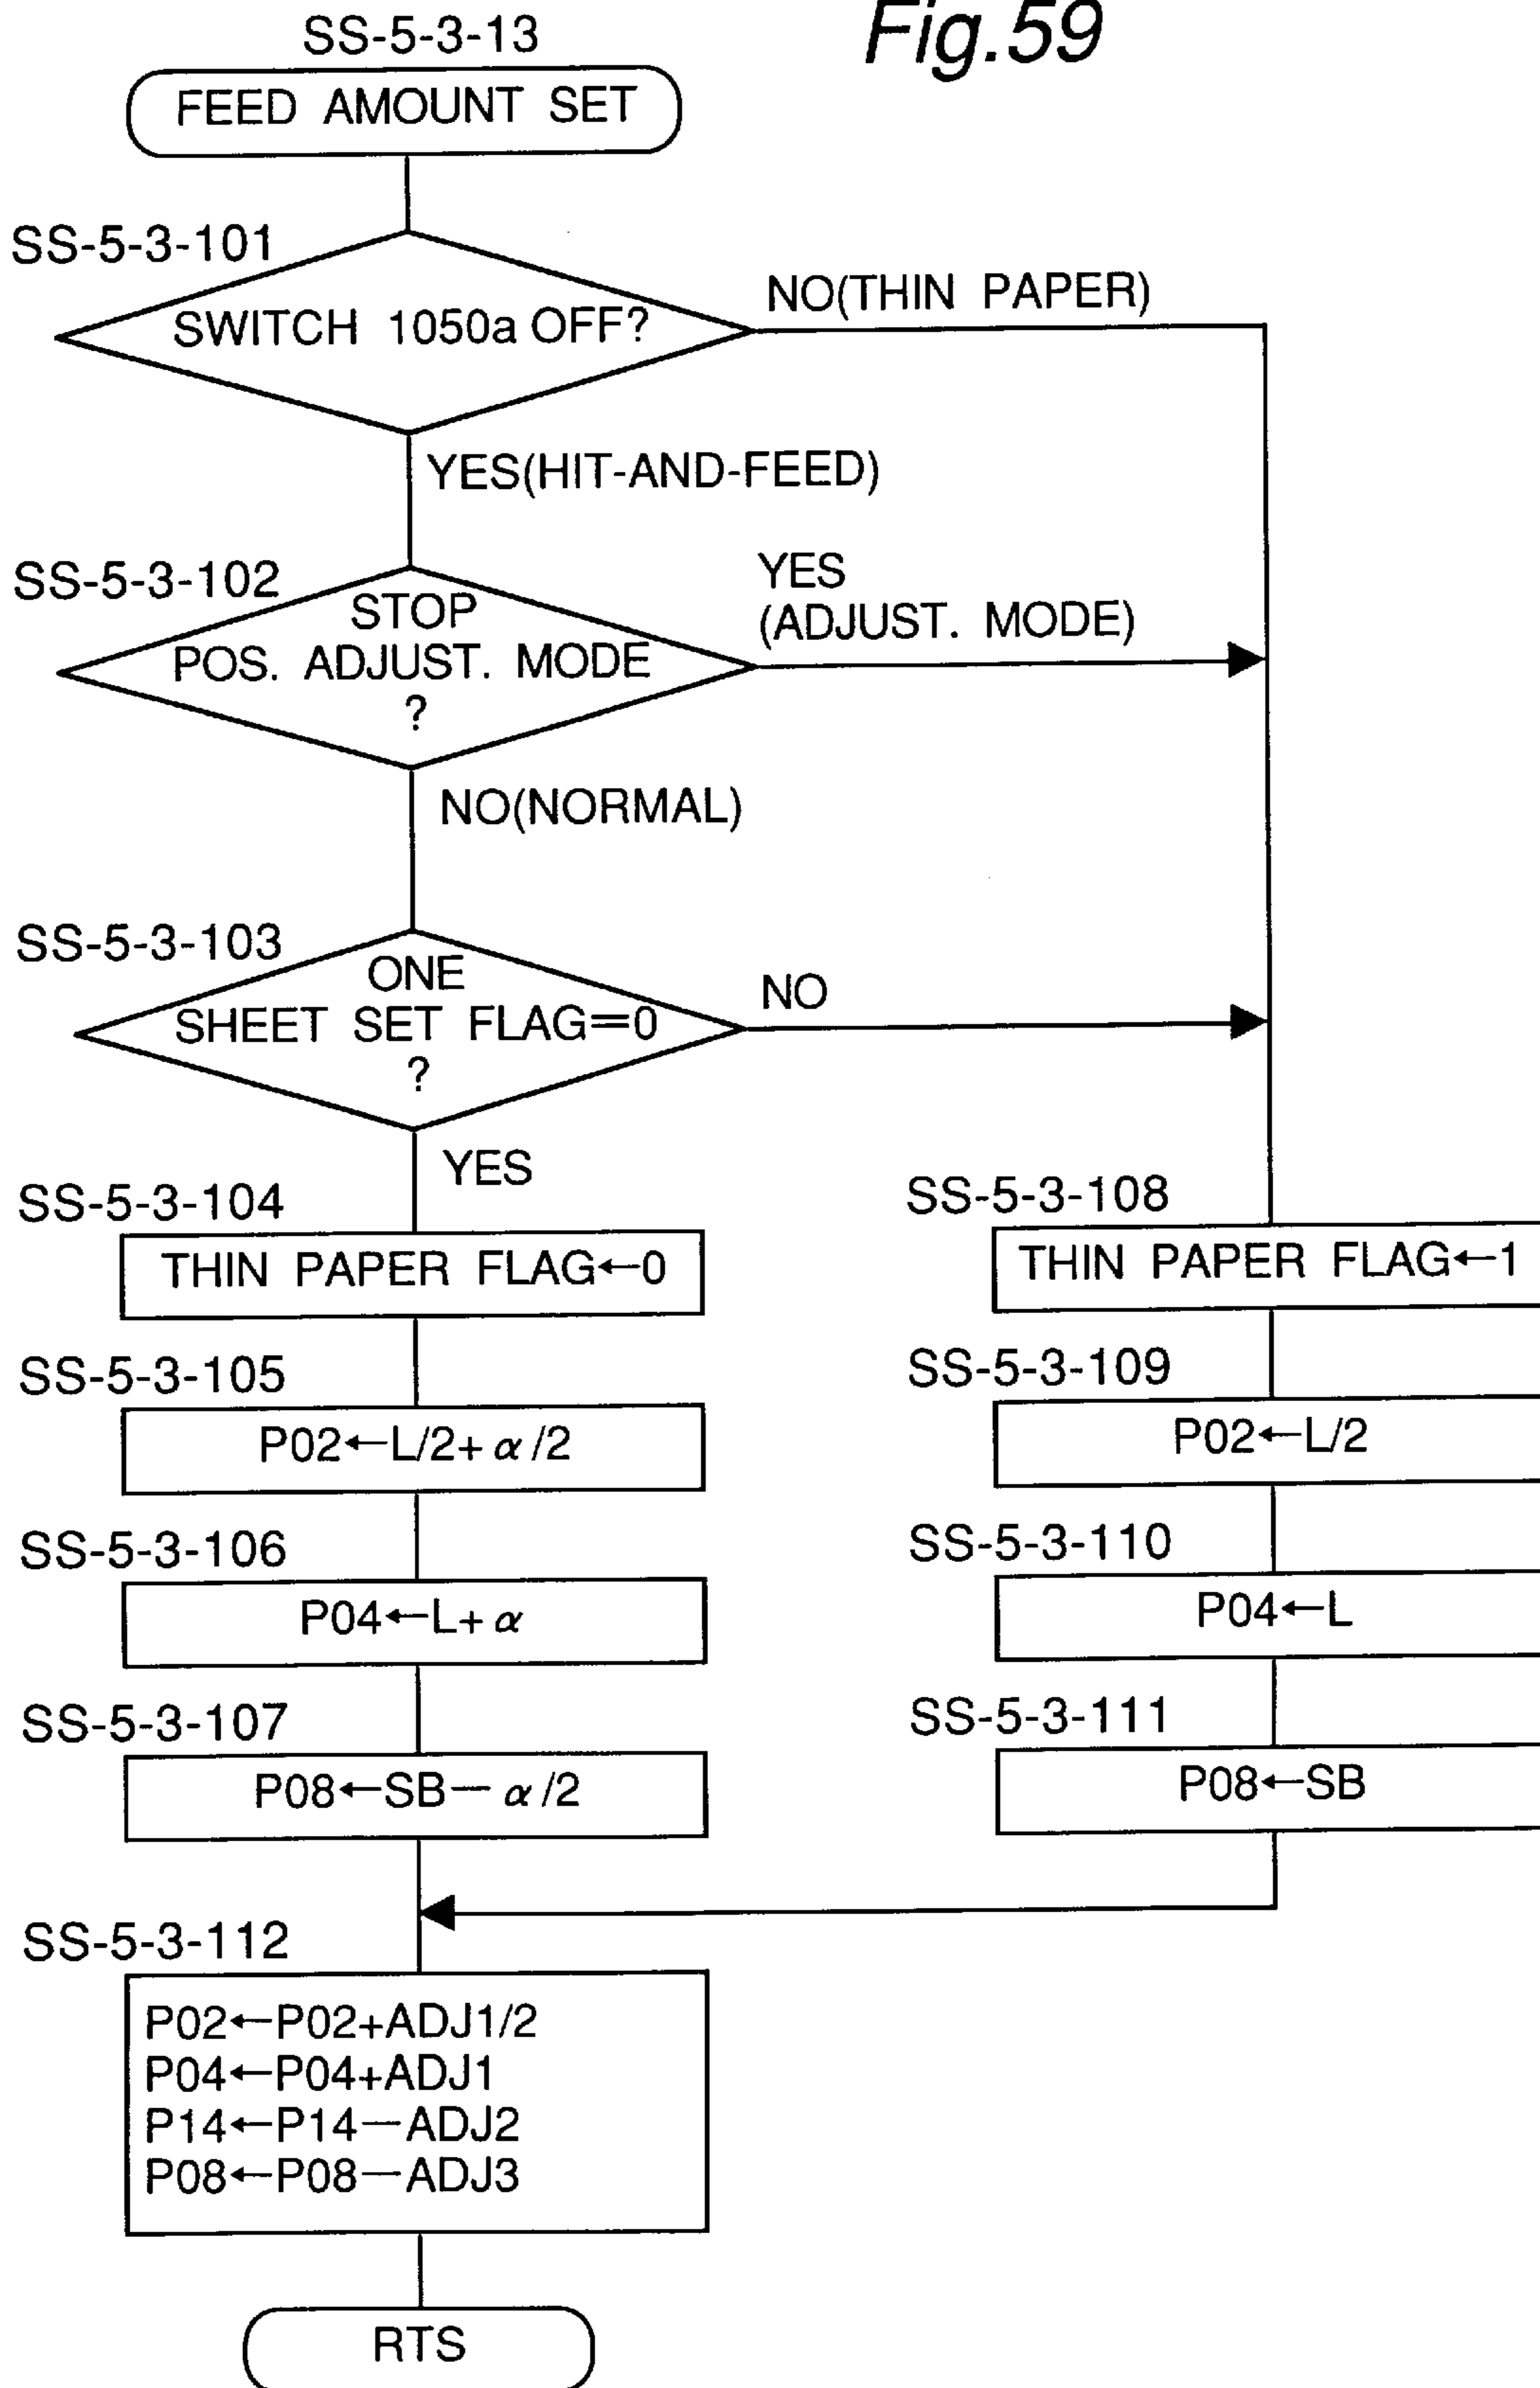 Fig.59
SS-5-3-13
FEED AMOUNT SET
SS-5-3-101
SWITCH 1050a OFF?
NO(THIN PAPER)
YES(HIT-AND-FEED)
SS-5-3-102
STOP
POS. ADJUST. MODE
?
YES
(ADJUST. MODE)
NO(NORMAL)
SS-5-3-103
ONE
SHEET SET FLAG=0
?
NO
YES
SS-5-3-104
THIN PAPER FLAG←0
SS-5-3-105
P02←L/2+α/2
SS-5-3-106
P04←L+α
SS-5-3-107
P08←SB—α/2
SS-5-3-108
THIN PAPER FLAG←1
SS-5-3-109
P02←L/2
SS-5-3-110
P04←L
SS-5-3-111
P08←SB
SS-5-3-112
P02←P02+ADJ1/2
P04←P04+ADJ1
P14←P14—ADJ2
P08←P08—ADJ3
RTS